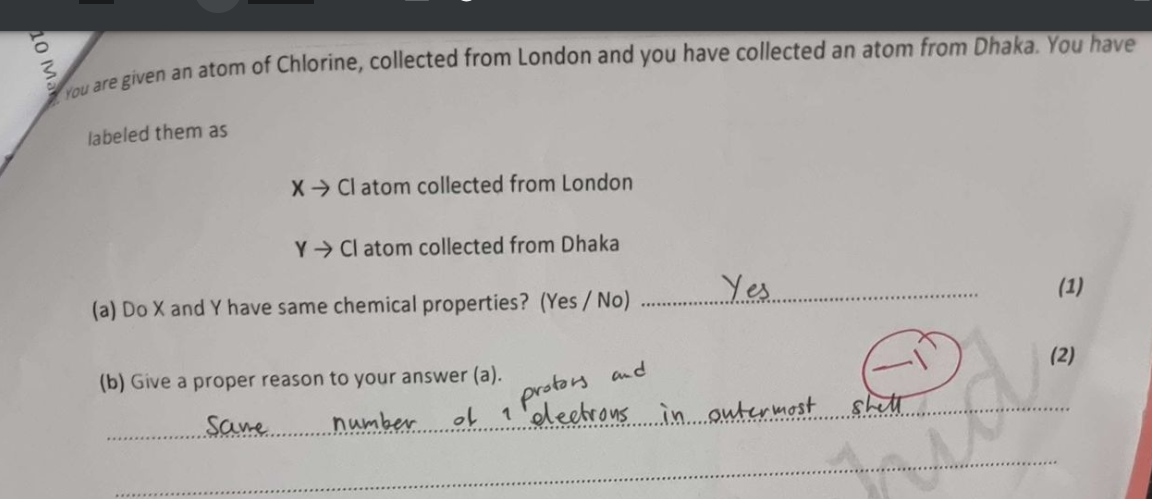 10 Ma
You are given an atom of Chlorine, collected from London and you have collected an atom from Dhaka. You have
labeled them as
X → Cl atom collected from London
Y → Cl atom collected from Dhaka
(a) Do X and Y have same chemical properties? (Yes / No) ........ Yes ........ (1)
(b) Give a proper reason to your answer (a). (2)
-1
protons and
Same number of ^ electrons in outermost shell